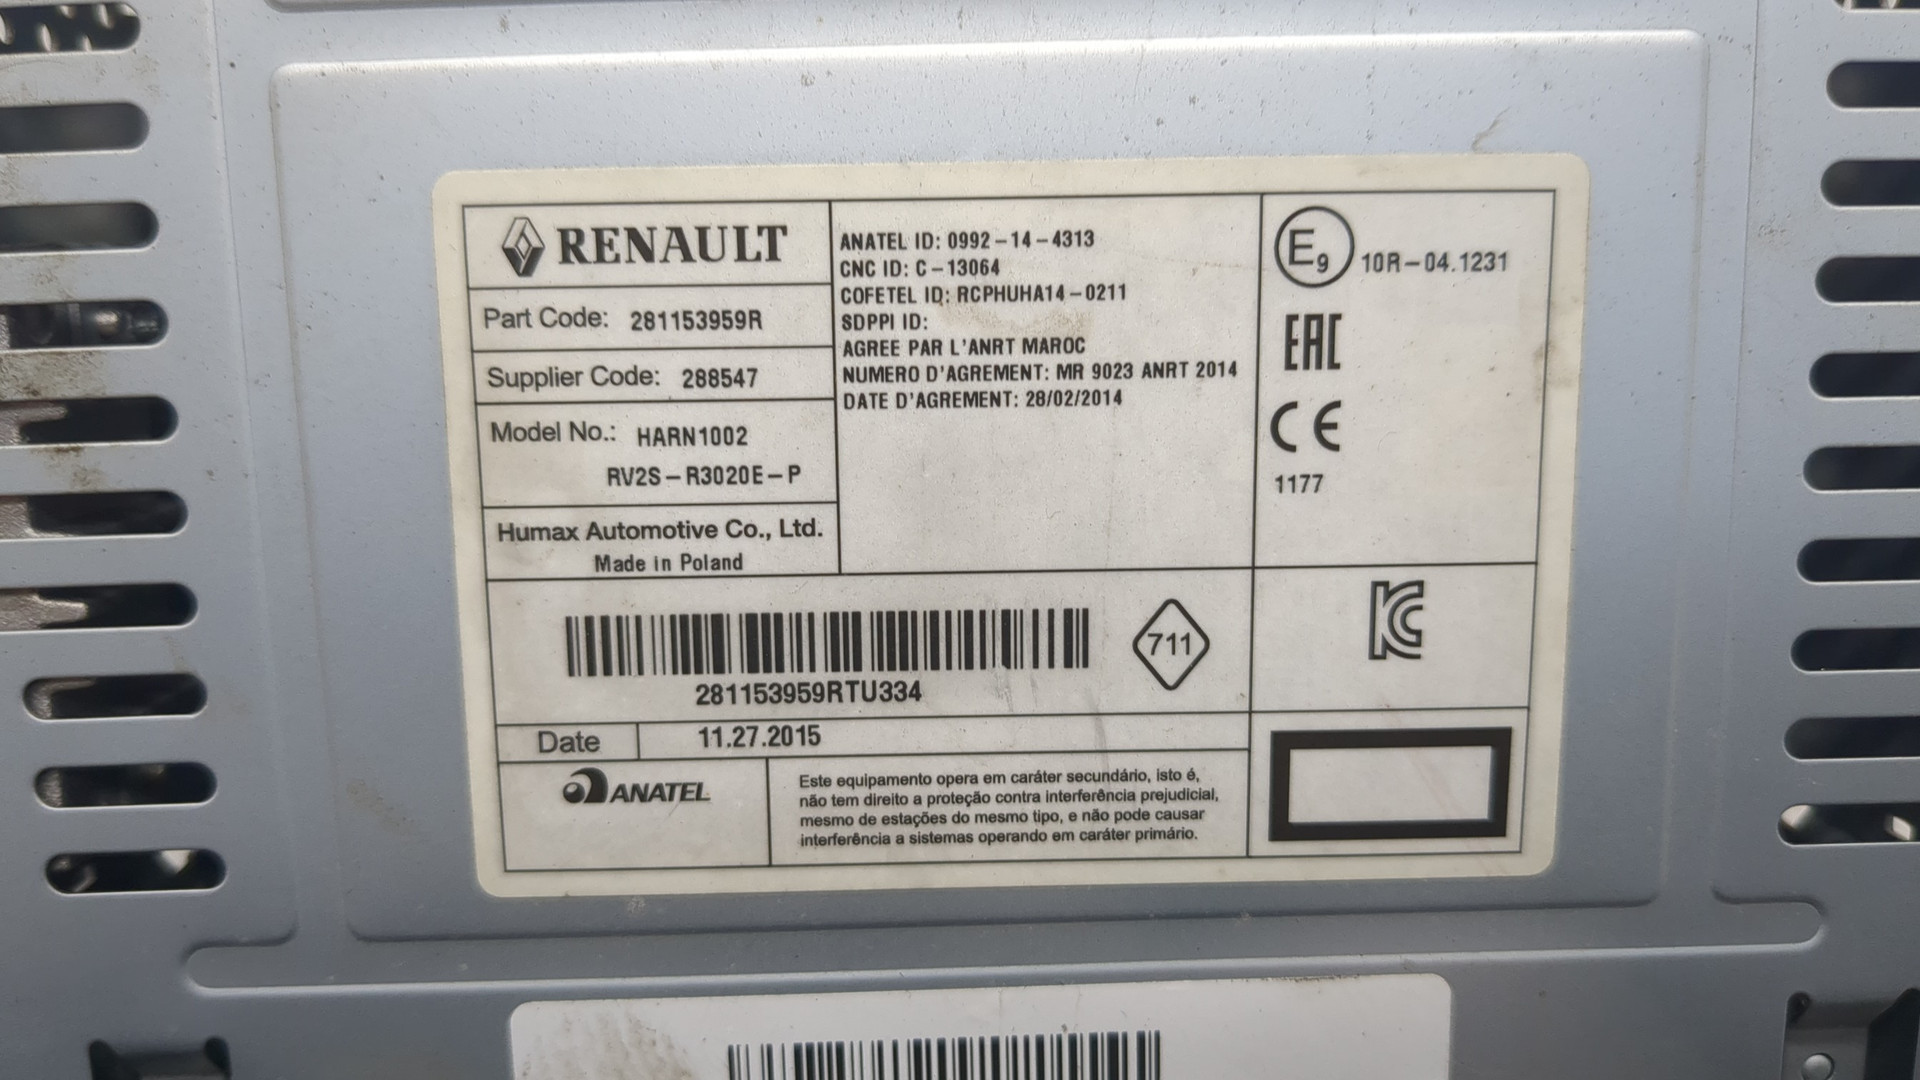 RENAULT
Part Code: 281153959R
Supplier Code: 288547
Model No.: HARN1002
RV2S-R3020E-P
Humax Automotive Co., Ltd.
Made in Poland
ANATEL ID: 0992-14-4313
CNC ID: C-13064
COFETEL ID: RCPHUHA14-0211
SDPPI ID:
AGREE PAR L'ANRT MAROC
NUMERO D'AGREMENT: MR 9023 ANRT 2014
DATE D'AGREMENT: 28/02/2014
E9 10R-04.1231
EAC
CE
1177
281153959RTU334
711
KC
Date 11.27.2015
ANATEL
Este equipamento opera em caráter secundário, isto é,
não tem direito a proteção contra interferência prejudicial,
mesmo de estações do mesmo tipo, e não pode causar
interferência a sistemas operando em caráter primário.